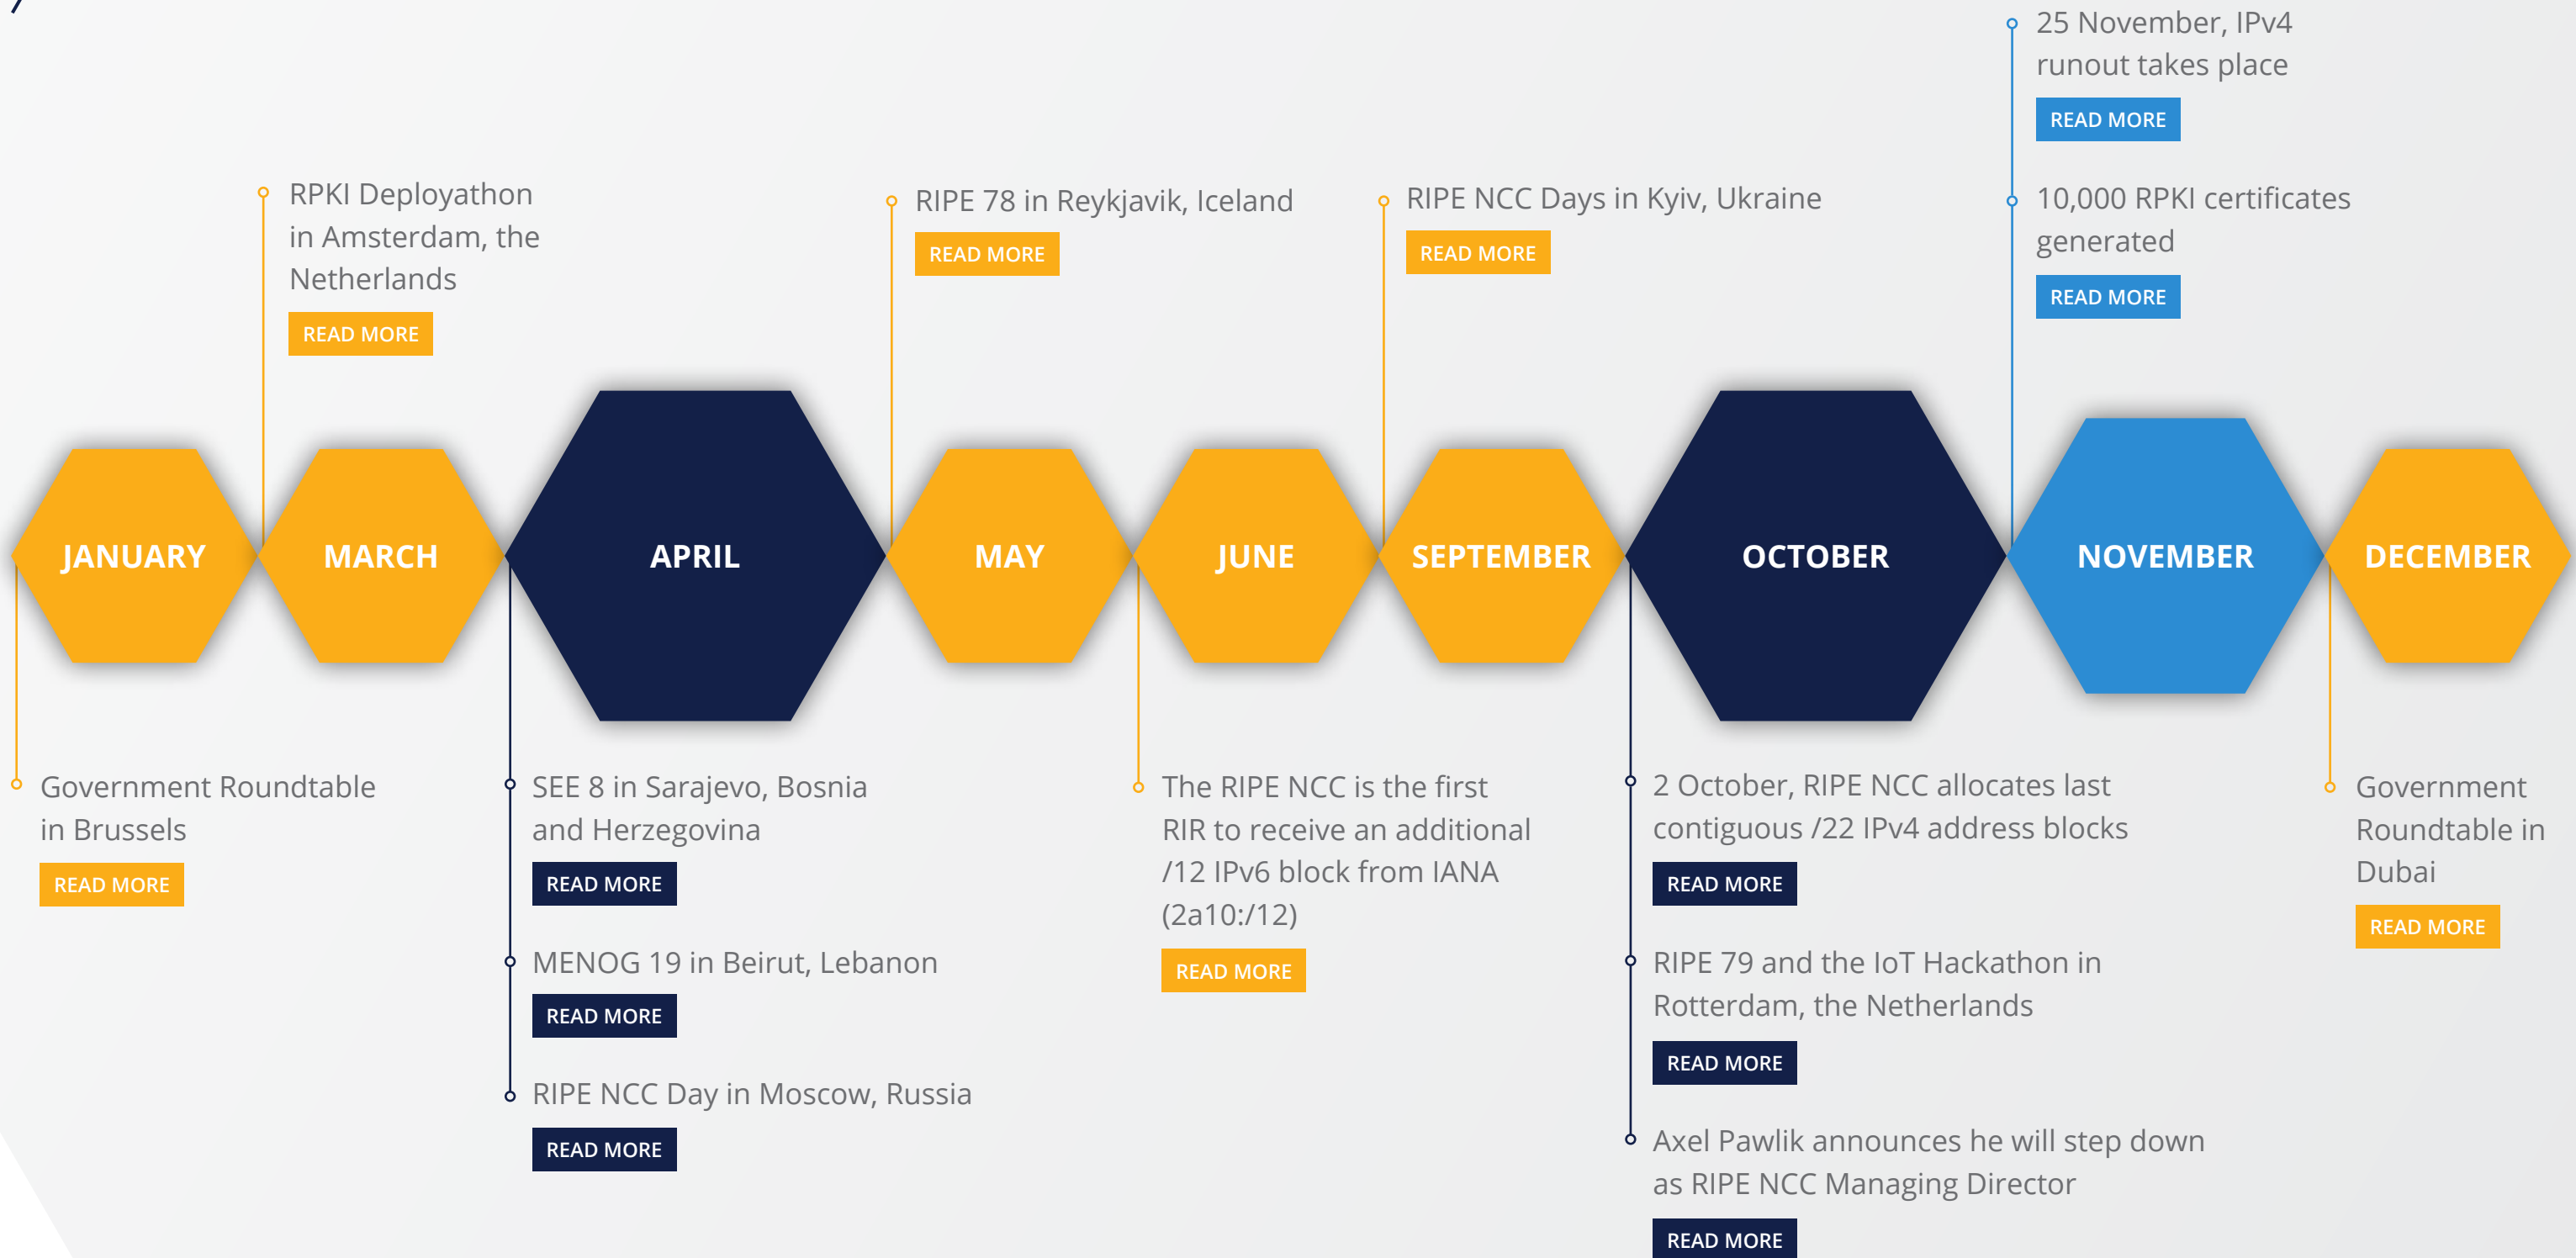 25 November, IPv4
runout takes place
READ MORE
10,000 RPKI certificates
generated
READ MORE
RPKI Deployathon
in Amsterdam, the
Netherlands
READ MORE
RIPE 78 in Reykjavik, Iceland
READ MORE
RIPE NCC Days in Kyiv, Ukraine
READ MORE
JANUARY
MARCH
APRIL
MAY
JUNE
SEPTEMBER
OCTOBER
NOVEMBER
DECEMBER
Government Roundtable
in Brussels
READ MORE
SEE 8 in Sarajevo, Bosnia
and Herzegovina
READ MORE
MENOG 19 in Beirut, Lebanon
READ MORE
RIPE NCC Day in Moscow, Russia
READ MORE
The RIPE NCC is the first
RIR to receive an additional
/12 IPv6 block from IANA
(2a10:/12)
READ MORE
2 October, RIPE NCC allocates last
contiguous /22 IPv4 address blocks
READ MORE
RIPE 79 and the IoT Hackathon in
Rotterdam, the Netherlands
READ MORE
Axel Pawlik announces he will step down
as RIPE NCC Managing Director
READ MORE
Government
Roundtable in
Dubai
READ MORE